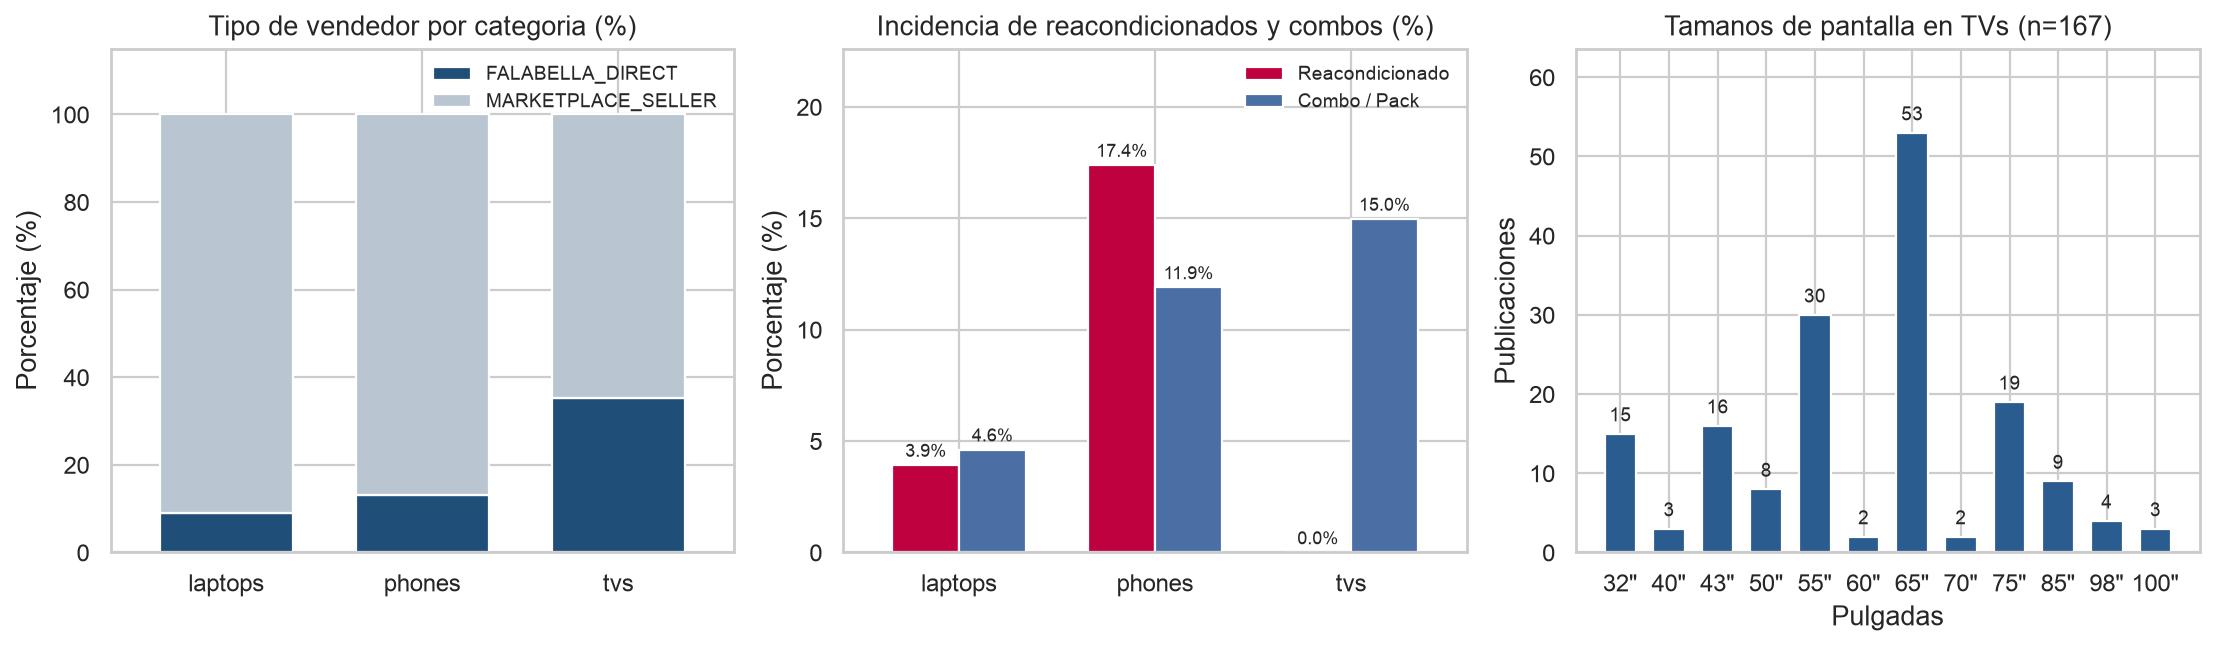 Tipo de vendedor por categoria (%)
FALABELLA_DIRECT
MARKETPLACE_SELLER
Porcentaje (%)
100
80
60
40
20
0
laptops phones tvs
Incidencia de reacondicionados y combos (%)
Reacondicionado
Combo / Pack
Porcentaje (%)
20
15
10
5
0
3.9% 4.6% 17.4% 11.9% 0.0% 15.0%
laptops phones tvs
Tamanos de pantalla en TVs (n=167)
Publicaciones
60
50
40
30
20
10
0
15 3 16 8 30 2 53 2 19 9 4 3
32" 40" 43" 50" 55" 60" 65" 70" 75" 85" 98" 100"
Pulgadas